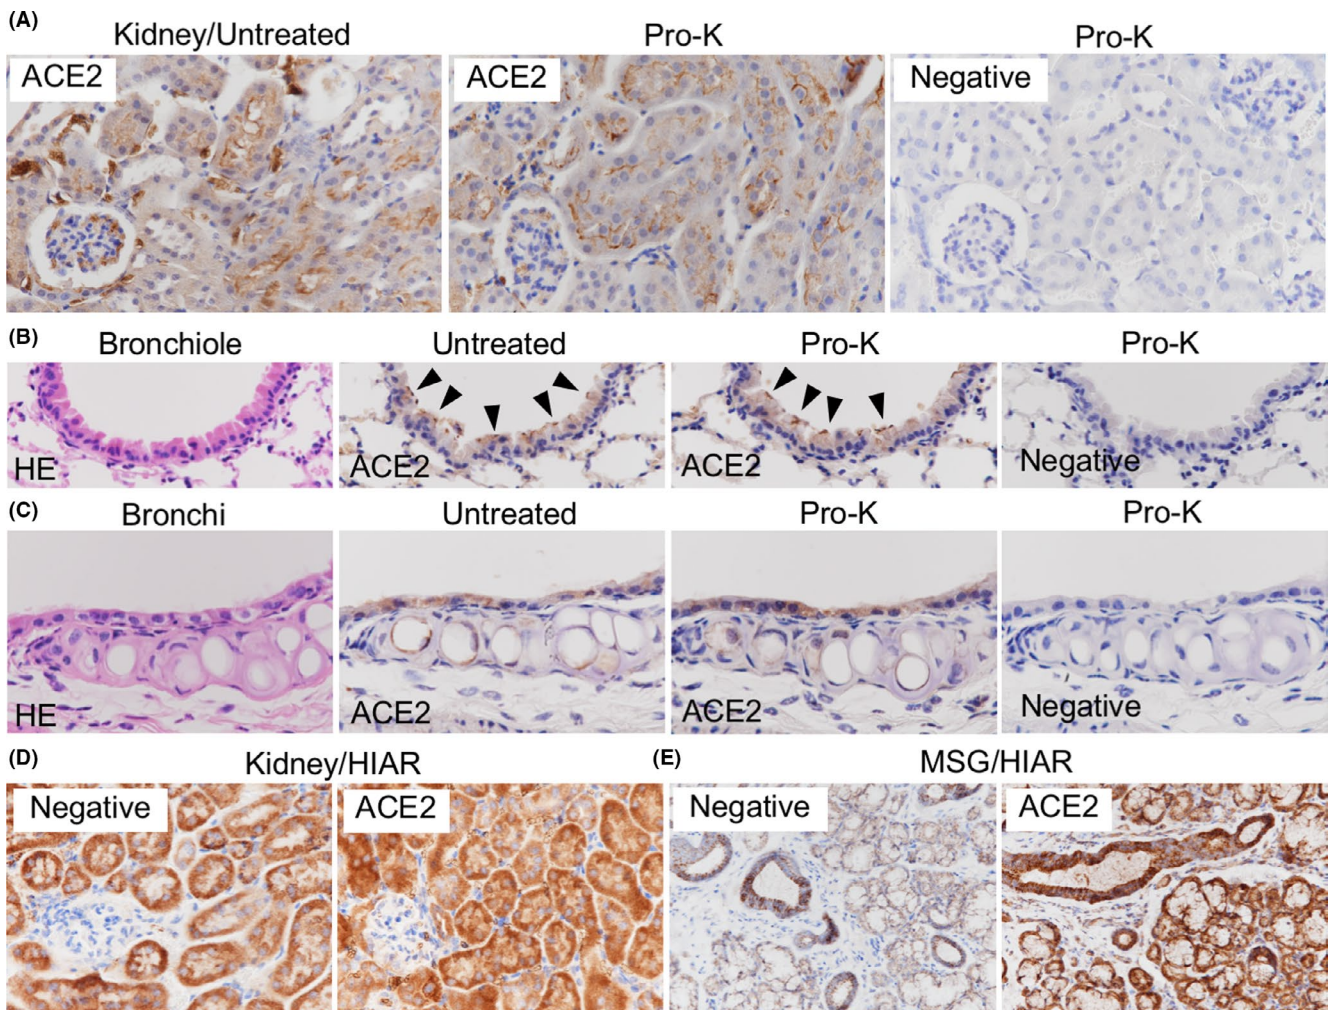 (A)
Kidney/Untreated
Pro-K
Pro-K
ACE2
ACE2
Negative
(B)
Bronchiole
Untreated
Pro-K
Pro-K
HE
ACE2
ACE2
Negative
(C)
Bronchi
Untreated
Pro-K
Pro-K
HE
ACE2
ACE2
Negative
(D)
Kidney/HIAR
(E)
MSG/HIAR
Negative
ACE2
Negative
ACE2